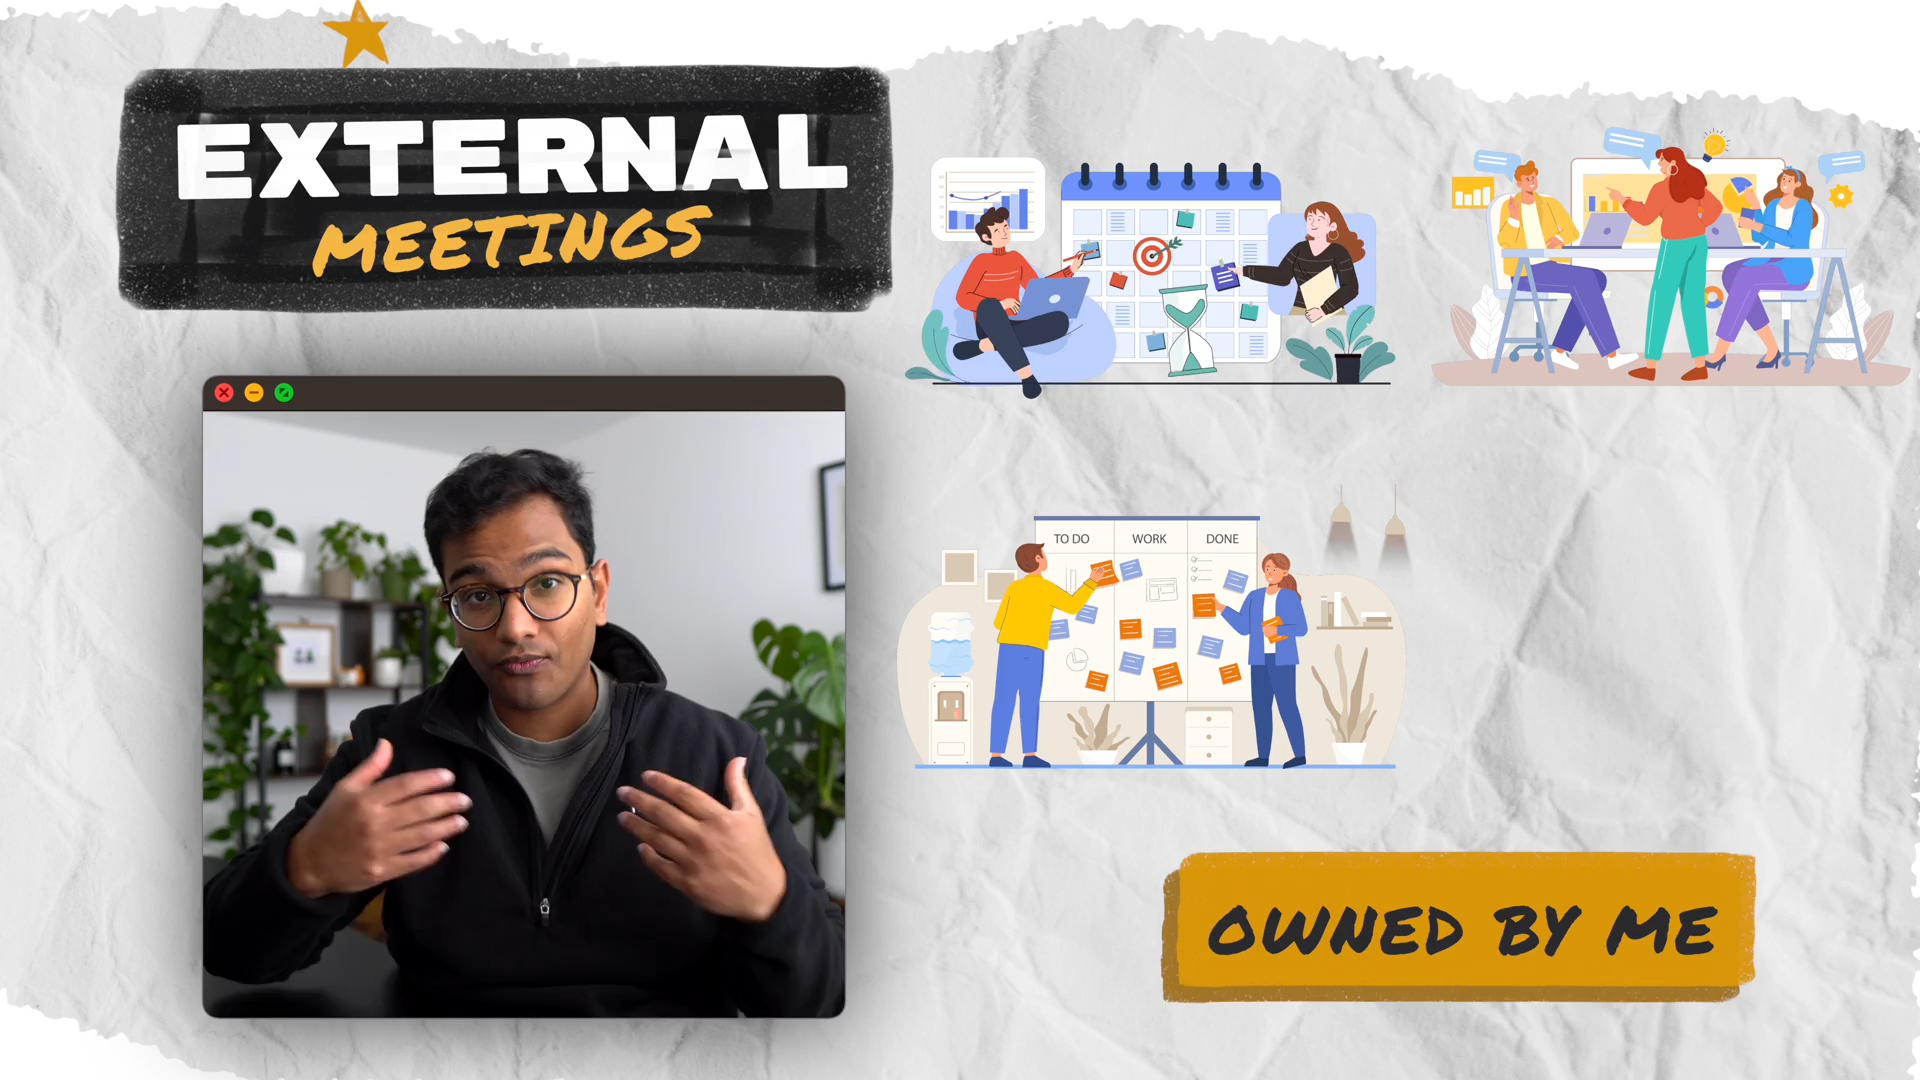 EXTERNAL
MEETINGS
TO DO
WORK
DONE
OWNED BY ME